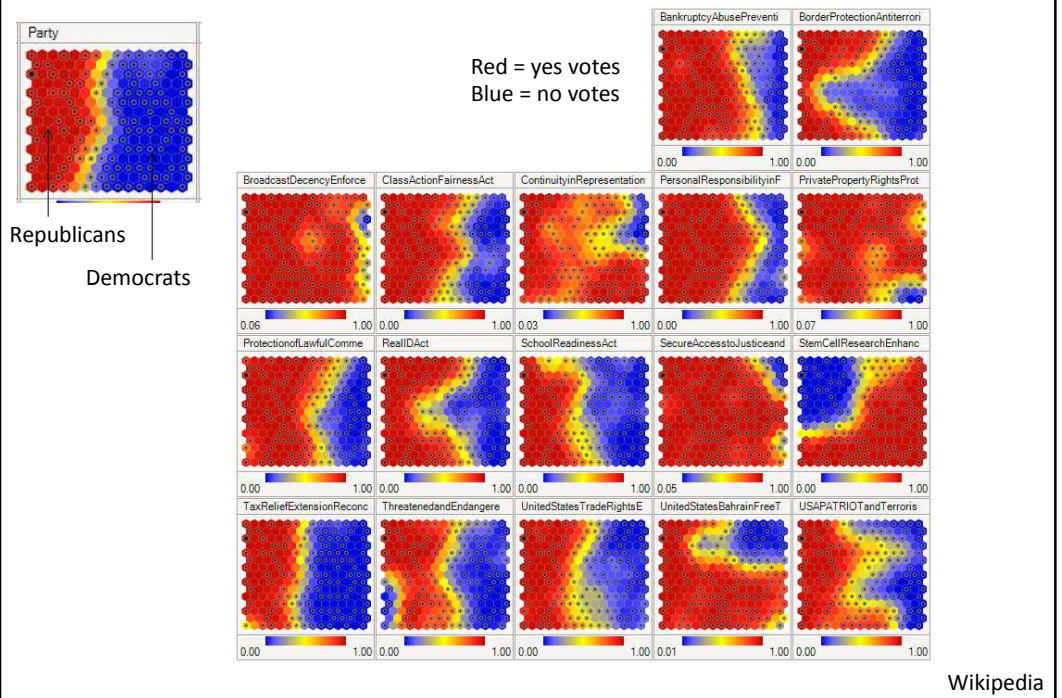 Party
Republicans
Democrats
Red = yes votes
Blue = no votes
BankruptcyAbusePreventi
BorderProtectionAntiterrori
0.00 1.00
0.00 1.00
BroadcastDecencyEnforce
ClassActionFairnessAct
ContinuityinRepresentation
PersonalResponsibilityinF
PrivatePropertyRightsProt
0.06 1.00
0.00 1.00
0.03 1.00
0.00 1.00
0.07 1.00
ProtectionofLawfulComme
RealIDAct
SchoolReadinessAct
SecureAccesstoJusticeand
StemCellResearchEnhanc
0.00 1.00
0.00 1.00
0.00 1.00
0.05 1.00
0.00 1.00
TaxReliefExtensionReconc
ThreatenedandEndangere
UnitedStatesTradeRightsE
UnitedStatesBahrainFreeT
USAPATRIOTandTerroris
0.00 1.00
0.00 1.00
0.00 1.00
0.01 1.00
0.00 1.00
Wikipedia